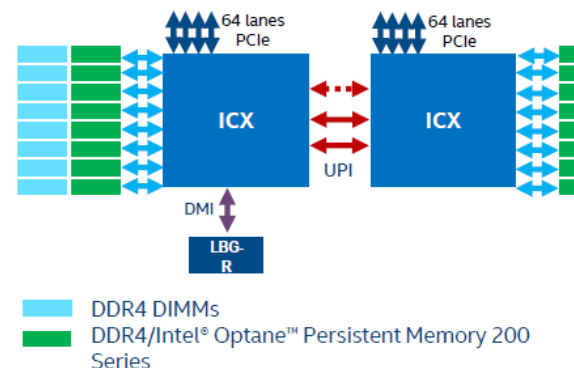 64 lanes
PCIe
64 lanes
PCIe
ICX
ICX
UPI
DMI
LBG-
R
DDR4 DIMMs
DDR4/Intel® Optane™ Persistent Memory 200
Series